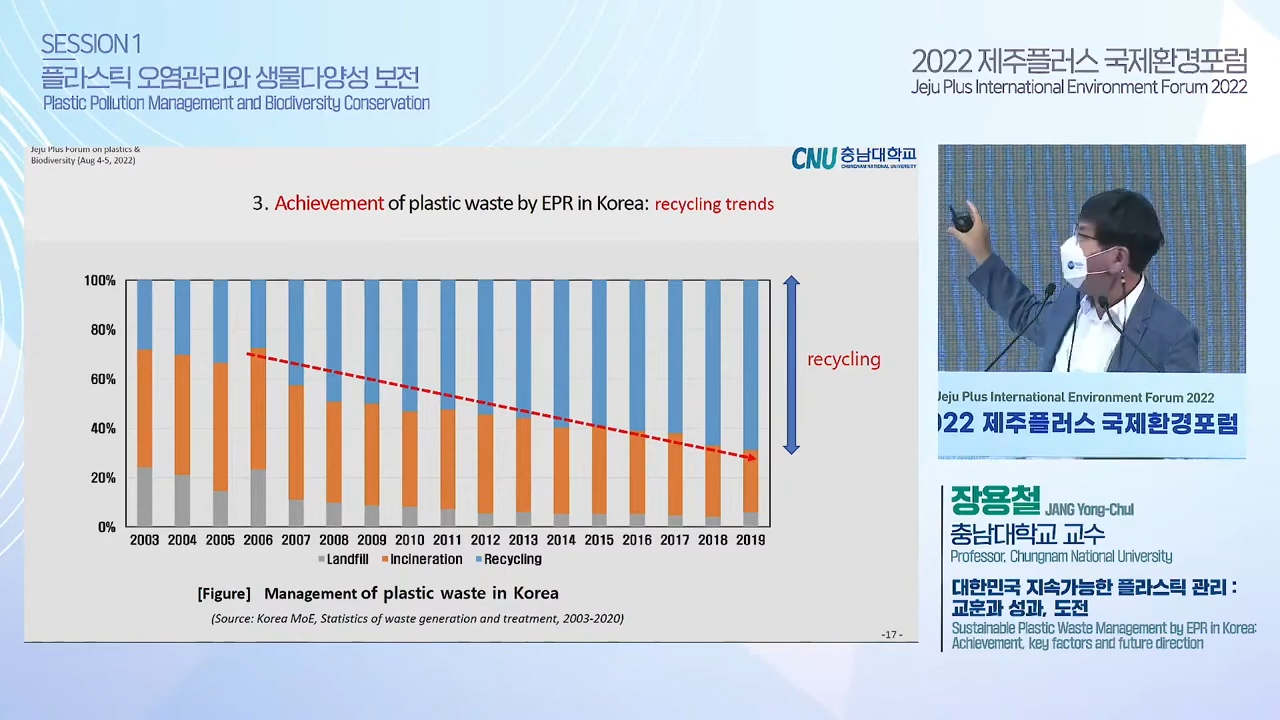 SESSION 1
플라스틱 오염관리와 생물다양성 보전
Plastic Pollution Management and Biodiversity Conservation
2022 제주플러스 국제환경포럼
Jeju Plus International Environment Forum 2022
Jeju Plus Forum on plastics &
Biodiversity (Aug 4-5, 2022)
CNU 충남대학교
CHUNGNAM NATIONAL UNIVERSITY
3. Achievement of plastic waste by EPR in Korea: recycling trends
100%
80%
60%
40%
20%
0%
2003 2004 2005 2006 2007 2008 2009 2010 2011 2012 2013 2014 2015 2016 2017 2018 2019
Landfill Incineration Recycling
recycling
[Figure] Management of plastic waste in Korea
(Source: Korea MoE, Statistics of waste generation and treatment, 2003-2020)
-17-
Jeju Plus International Environment Forum 2022
022 제주플러스 국제환경포럼
장용철 JANG Yong-Chul
충남대학교 교수
Professor, Chungnam National University
대한민국 지속가능한 플라스틱 관리 :
교훈과 성과, 도전
Sustainable Plastic Waste Management by EPR in Korea:
Achievement, key factors and future direction